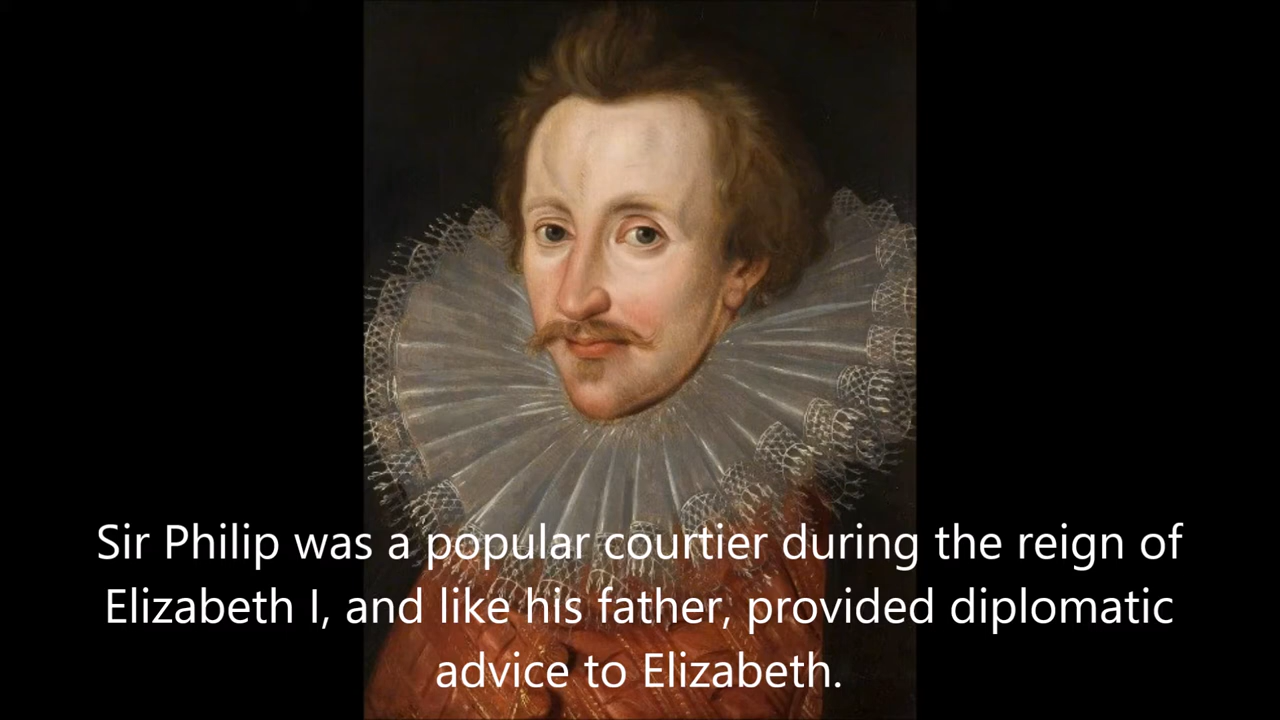 Sir Philip was a popular courtier during the reign of
Elizabeth I, and like his father, provided diplomatic
advice to Elizabeth.